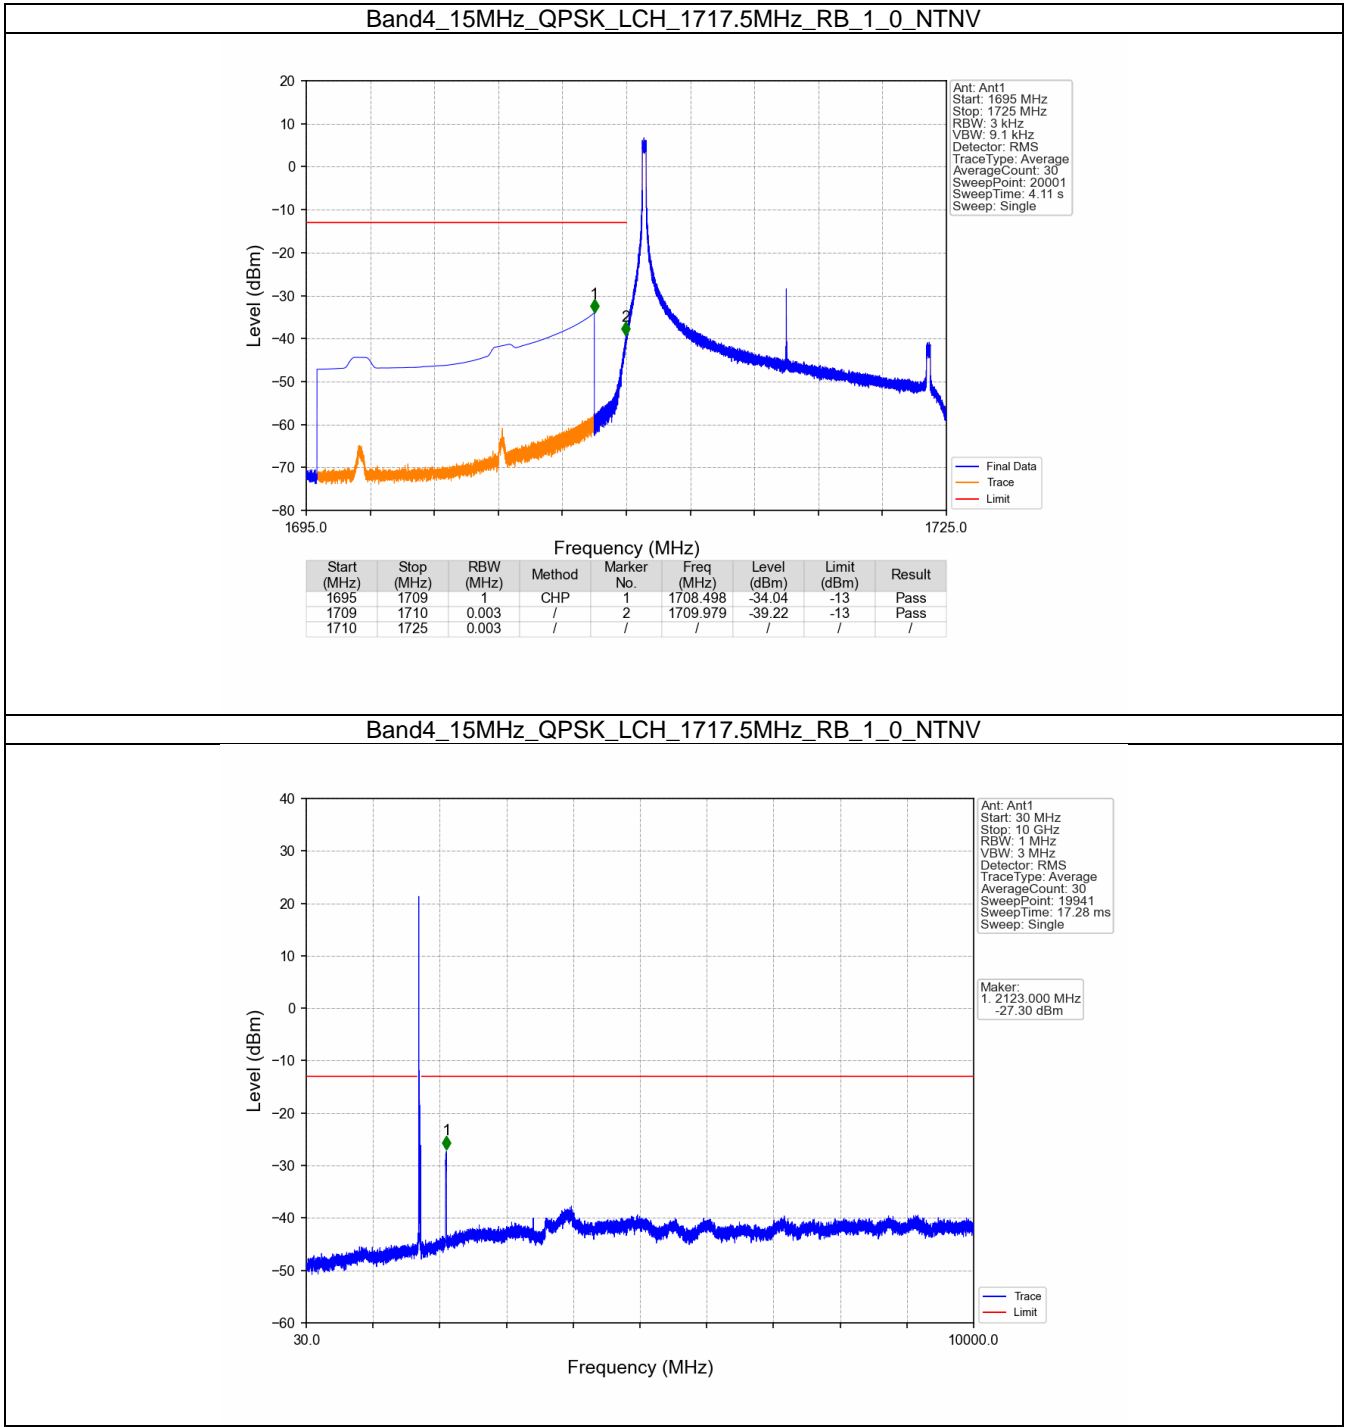 Band4_15MHz_QPSK_LCH_1717.5MHz_RB_1_0_NTNV
20
10
0
−10
−20
−30
−40
−50
−60
−70
−80
Level (dBm)
1
2
1695.0
1725.0
Frequency (MHz)
Ant: Ant1
Start: 1695 MHz
Stop: 1725 MHz
RBW: 3 kHz
VBW: 9.1 kHz
Detector: RMS
TraceType: Average
AverageCount: 30
SweepPoint: 20001
SweepTime: 4.11 s
Sweep: Single
Final Data
Trace
Limit
Start (MHz) Stop (MHz) RBW (MHz) Method Marker No. Freq (MHz) Level (dBm) Limit (dBm) Result
1695 1709 1 CHP 1 1708.498 -34.04 -13 Pass
1709 1710 0.003 / 2 1709.979 -39.22 -13 Pass
1710 1725 0.003 / / / / / /
Band4_15MHz_QPSK_LCH_1717.5MHz_RB_1_0_NTNV
40
30
20
10
0
−10
−20
−30
−40
−50
−60
Level (dBm)
1
30.0
10000.0
Frequency (MHz)
Ant: Ant1
Start: 30 MHz
Stop: 10 GHz
RBW: 1 MHz
VBW: 3 MHz
Detector: RMS
TraceType: Average
AverageCount: 30
SweepPoint: 19941
SweepTime: 17.28 ms
Sweep: Single
Maker:
1. 2123.000 MHz
-27.30 dBm
Trace
Limit